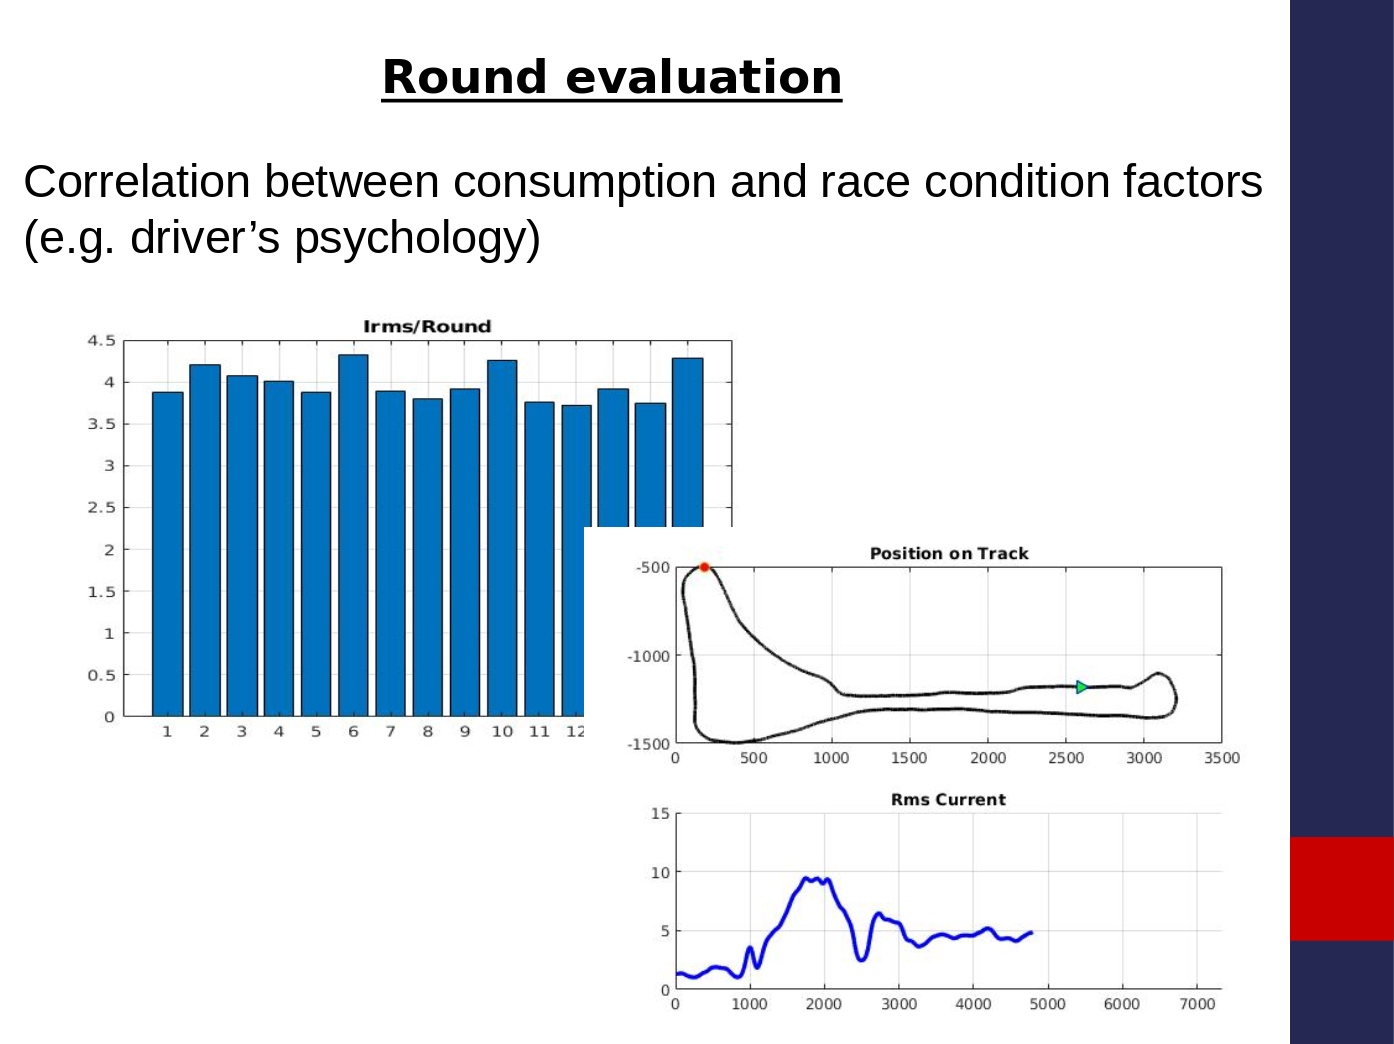 Round evaluation
Correlation between consumption and race condition factors
(e.g. driver’s psychology)
Irms/Round
4.5
4
3.5
3
2.5
2
1.5
1
0.5
0
1 2 3 4 5 6 7 8 9 10 11 12
Position on Track
-500
-1000
-1500
0 500 1000 1500 2000 2500 3000 3500
Rms Current
15
10
5
0
0 1000 2000 3000 4000 5000 6000 7000